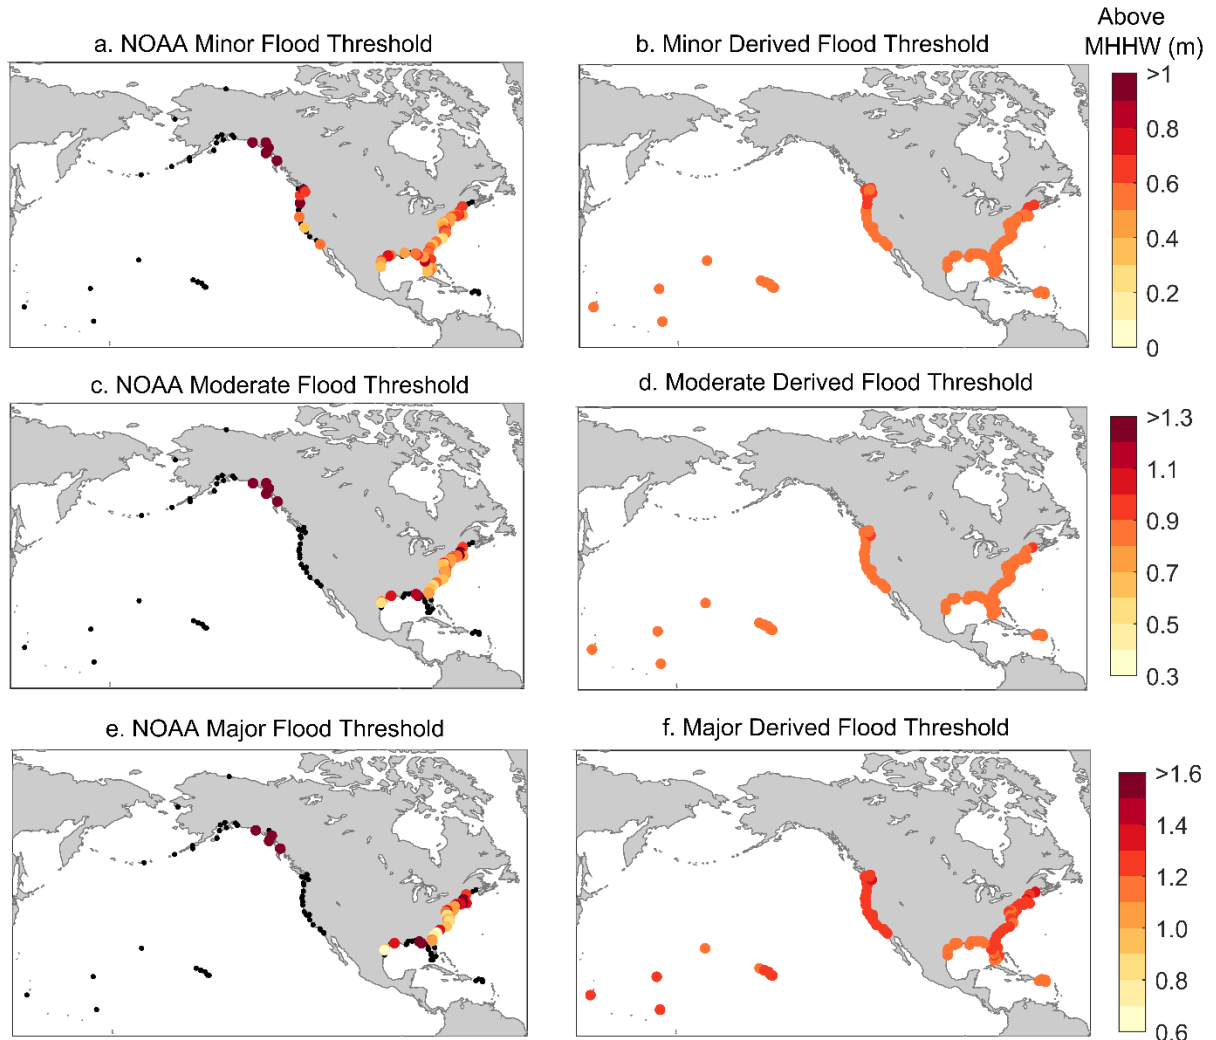 Above
MHHW (m)
a. NOAA Minor Flood Threshold
b. Minor Derived Flood Threshold
>1
0.8
0.6
0.4
0.2
0
c. NOAA Moderate Flood Threshold
d. Moderate Derived Flood Threshold
>1.3
1.1
0.9
0.7
0.5
0.3
e. NOAA Major Flood Threshold
f. Major Derived Flood Threshold
>1.6
1.4
1.2
1.0
0.8
0.6